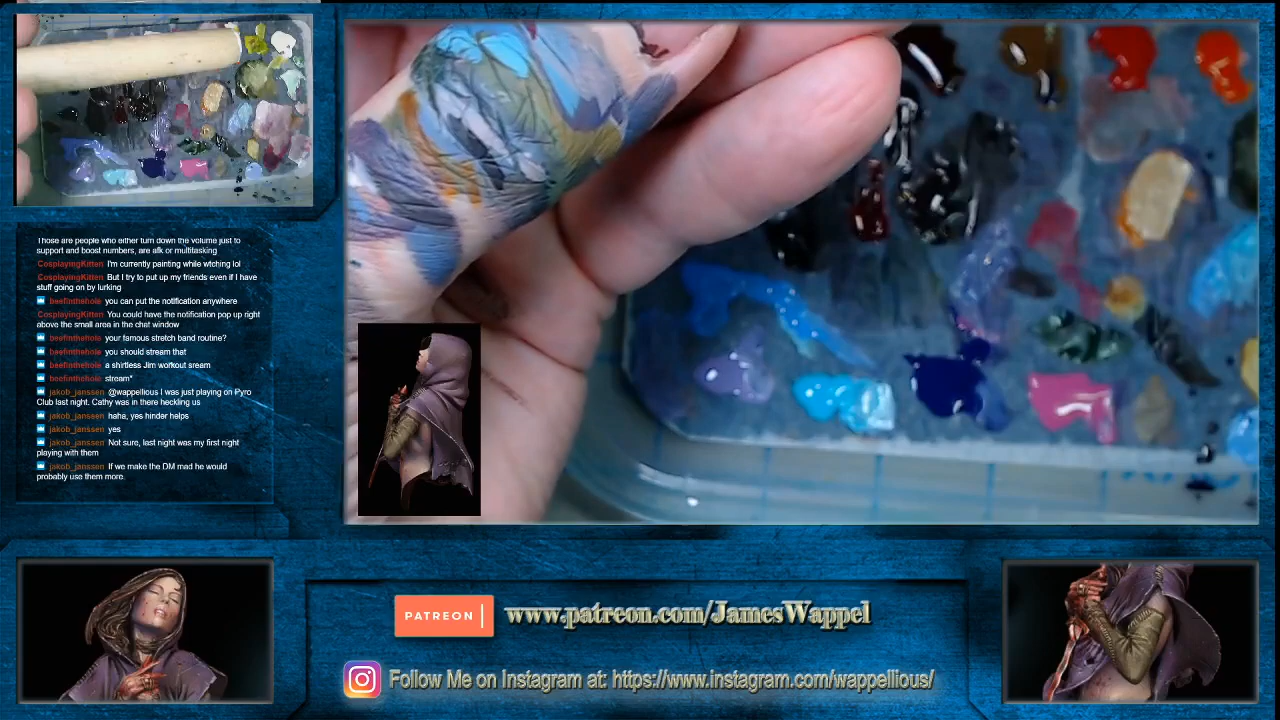 Those are people who either turn down the volume just to
support and boost numbers, are afk or multitasking
CosplayingKitten I'm currently painting while witching lol
CosplayingKitten But I try to put up my friends even if I have
stuff going on by lurking
beefinthehole you can put the notification anywhere
CosplayingKitten You could have the notification pop up right
above the small area in the chat window
beefinthehole your famous stretch band routine?
beefinthehole you should stream that
beefinthehole a shirtless Jim workout sream
beefinthehole stream*
jakob_janssen @wappellious I was just playing on Pyro
Club last night. Cathy was in there heckling us
jakob_janssen haha, yes hinder helps
jakob_janssen yes
jakob_janssen Not sure, last night was my first night
playing with them
jakob_janssen If we make the DM mad he would
probably use them more.
PATREON
www.patreon.com/JamesWappel
Follow Me on Instagram at: https://www.instagram.com/wappellious/